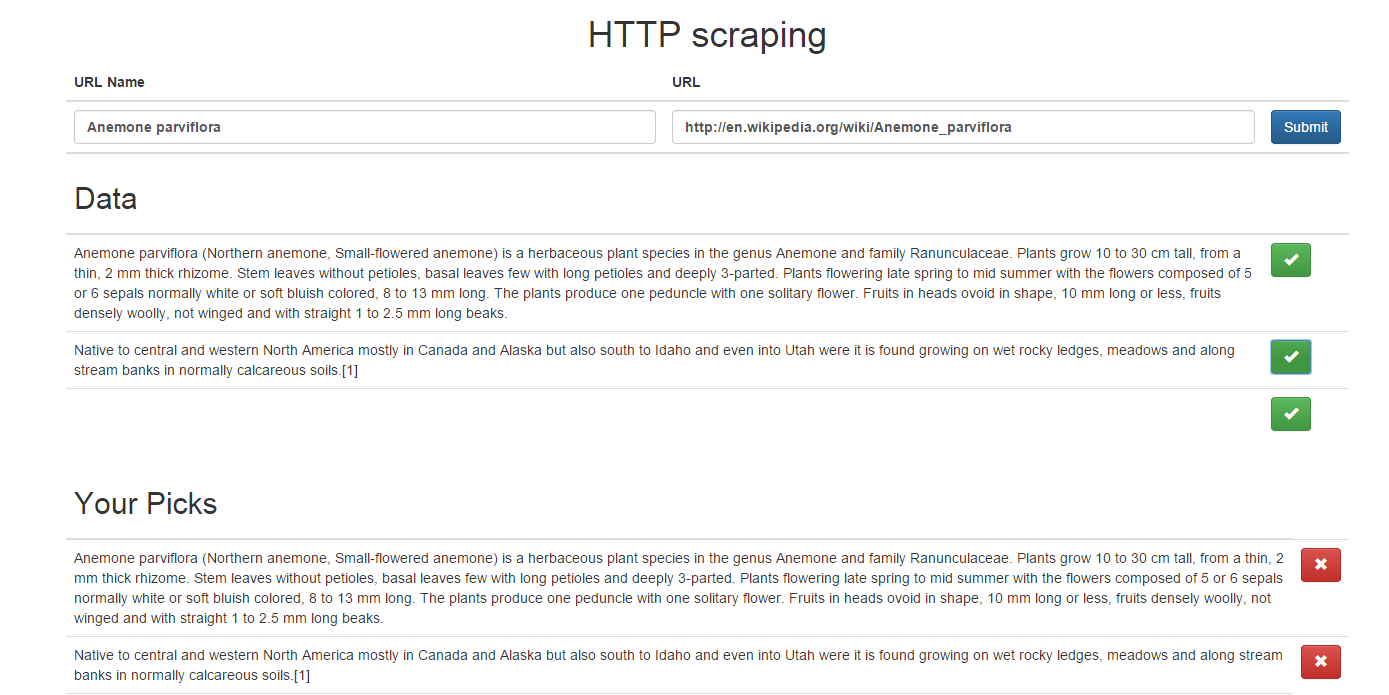 HTTP scraping
URL Name URL
Anemone parviflora http://en.wikipedia.org/wiki/Anemone_parviflora Submit
Data
Anemone parviflora (Northern anemone, Small-flowered anemone) is a herbaceous plant species in the genus Anemone and family Ranunculaceae. Plants grow 10 to 30 cm tall, from a
thin, 2 mm thick rhizome. Stem leaves without petioles, basal leaves few with long petioles and deeply 3-parted. Plants flowering late spring to mid summer with the flowers composed of 5
or 6 sepals normally white or soft bluish colored, 8 to 13 mm long. The plants produce one peduncle with one solitary flower. Fruits in heads ovoid in shape, 10 mm long or less, fruits
densely woolly, not winged and with straight 1 to 2.5 mm long beaks.
Native to central and western North America mostly in Canada and Alaska but also south to Idaho and even into Utah were it is found growing on wet rocky ledges, meadows and along
stream banks in normally calcareous soils.[1]
Your Picks
Anemone parviflora (Northern anemone, Small-flowered anemone) is a herbaceous plant species in the genus Anemone and family Ranunculaceae. Plants grow 10 to 30 cm tall, from a thin, 2
mm thick rhizome. Stem leaves without petioles, basal leaves few with long petioles and deeply 3-parted. Plants flowering late spring to mid summer with the flowers composed of 5 or 6 sepals
normally white or soft bluish colored, 8 to 13 mm long. The plants produce one peduncle with one solitary flower. Fruits in heads ovoid in shape, 10 mm long or less, fruits densely woolly, not
winged and with straight 1 to 2.5 mm long beaks.
Native to central and western North America mostly in Canada and Alaska but also south to Idaho and even into Utah were it is found growing on wet rocky ledges, meadows and along stream
banks in normally calcareous soils.[1]